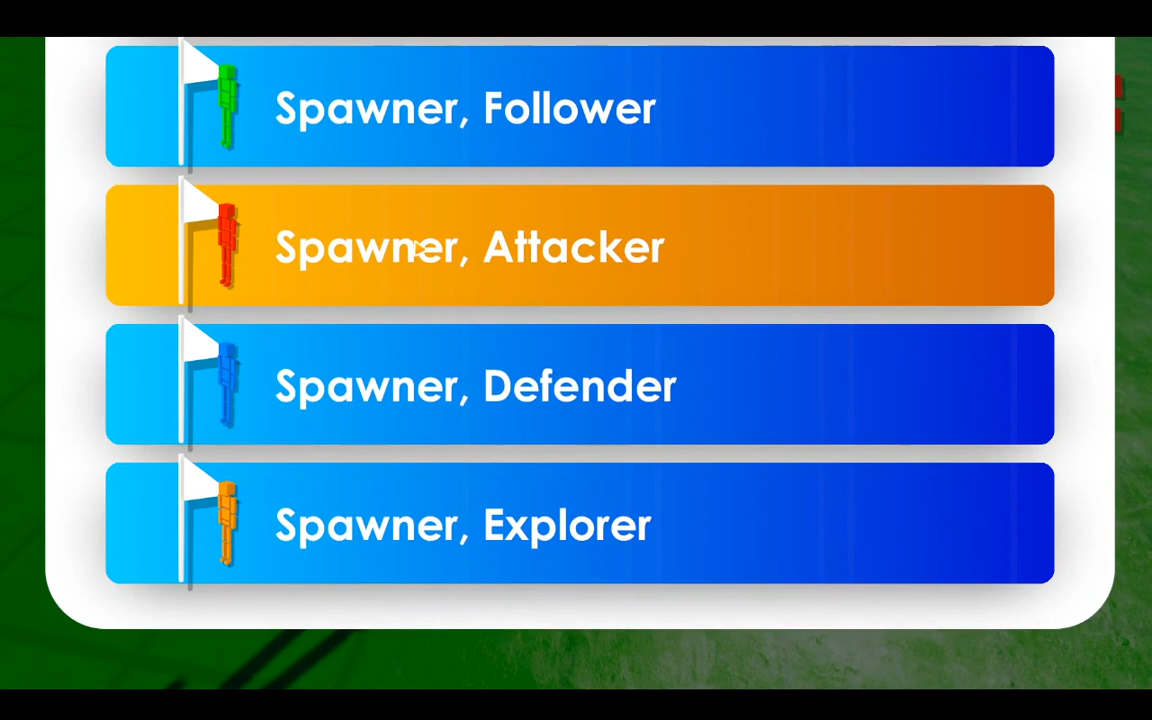 Spawner, Follower
Spawner, Attacker
Spawner, Defender
Spawner, Explorer